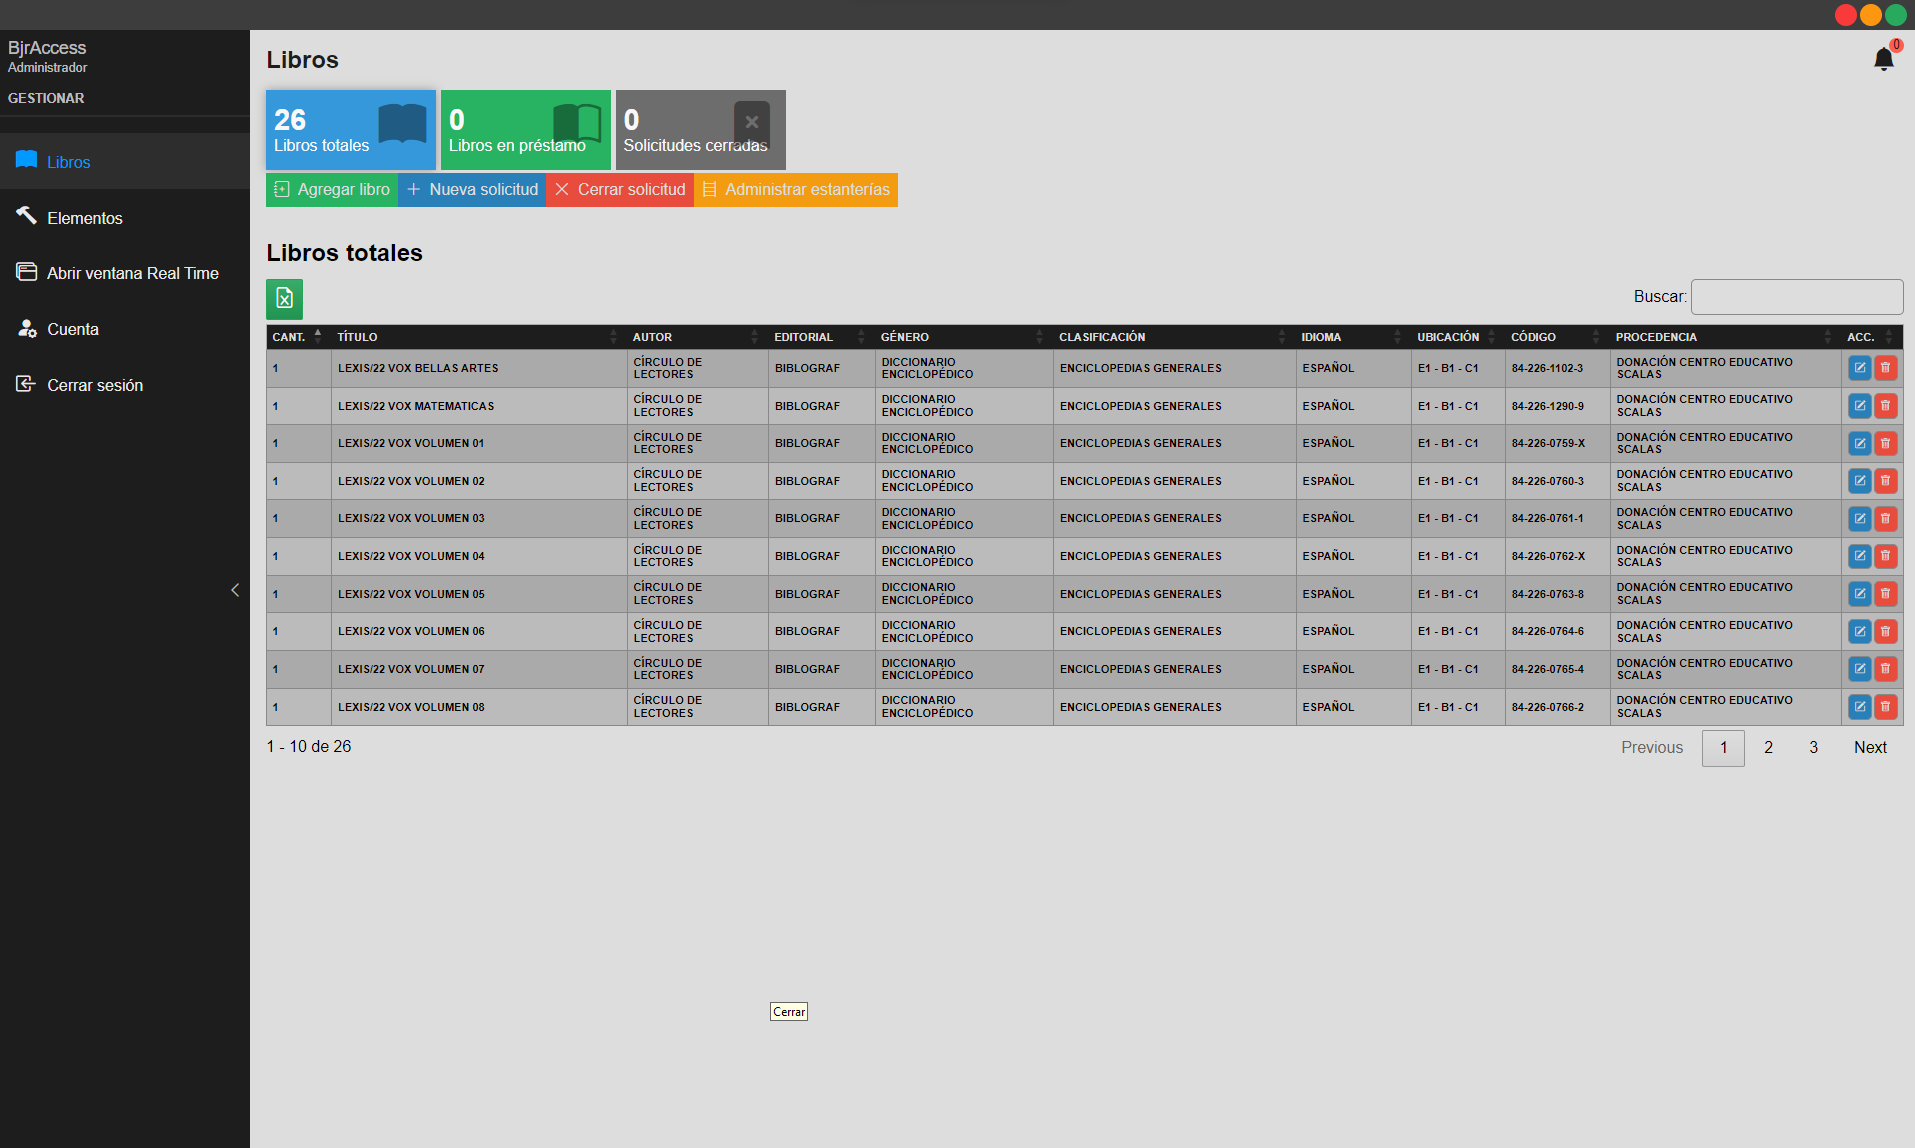 BjrAccess
Administrador
GESTIONAR
Libros
Elementos
Abrir ventana Real Time
Cuenta
Cerrar sesión
Libros
0
26
Libros totales
0
Libros en préstamo
0
Solicitudes cerradas
Agregar libro
Nueva solicitud
Cerrar solicitud
Administrar estanterías
Libros totales
Buscar:
CANT. TÍTULO AUTOR EDITORIAL GÉNERO CLASIFICACIÓN IDIOMA UBICACIÓN CÓDIGO PROCEDENCIA ACC.
1 LEXIS/22 VOX BELLAS ARTES CÍRCULO DE LECTORES BIBLOGRAF DICCIONARIO ENCICLOPÉDICO ENCICLOPEDIAS GENERALES ESPAÑOL E1 - B1 - C1 84-226-1102-3 DONACIÓN CENTRO EDUCATIVO SCALAS
1 LEXIS/22 VOX MATEMATICAS CÍRCULO DE LECTORES BIBLOGRAF DICCIONARIO ENCICLOPÉDICO ENCICLOPEDIAS GENERALES ESPAÑOL E1 - B1 - C1 84-226-1290-9 DONACIÓN CENTRO EDUCATIVO SCALAS
1 LEXIS/22 VOX VOLUMEN 01 CÍRCULO DE LECTORES BIBLOGRAF DICCIONARIO ENCICLOPÉDICO ENCICLOPEDIAS GENERALES ESPAÑOL E1 - B1 - C1 84-226-0759-X DONACIÓN CENTRO EDUCATIVO SCALAS
1 LEXIS/22 VOX VOLUMEN 02 CÍRCULO DE LECTORES BIBLOGRAF DICCIONARIO ENCICLOPÉDICO ENCICLOPEDIAS GENERALES ESPAÑOL E1 - B1 - C1 84-226-0760-3 DONACIÓN CENTRO EDUCATIVO SCALAS
1 LEXIS/22 VOX VOLUMEN 03 CÍRCULO DE LECTORES BIBLOGRAF DICCIONARIO ENCICLOPÉDICO ENCICLOPEDIAS GENERALES ESPAÑOL E1 - B1 - C1 84-226-0761-1 DONACIÓN CENTRO EDUCATIVO SCALAS
1 LEXIS/22 VOX VOLUMEN 04 CÍRCULO DE LECTORES BIBLOGRAF DICCIONARIO ENCICLOPÉDICO ENCICLOPEDIAS GENERALES ESPAÑOL E1 - B1 - C1 84-226-0762-X DONACIÓN CENTRO EDUCATIVO SCALAS
1 LEXIS/22 VOX VOLUMEN 05 CÍRCULO DE LECTORES BIBLOGRAF DICCIONARIO ENCICLOPÉDICO ENCICLOPEDIAS GENERALES ESPAÑOL E1 - B1 - C1 84-226-0763-8 DONACIÓN CENTRO EDUCATIVO SCALAS
1 LEXIS/22 VOX VOLUMEN 06 CÍRCULO DE LECTORES BIBLOGRAF DICCIONARIO ENCICLOPÉDICO ENCICLOPEDIAS GENERALES ESPAÑOL E1 - B1 - C1 84-226-0764-6 DONACIÓN CENTRO EDUCATIVO SCALAS
1 LEXIS/22 VOX VOLUMEN 07 CÍRCULO DE LECTORES BIBLOGRAF DICCIONARIO ENCICLOPÉDICO ENCICLOPEDIAS GENERALES ESPAÑOL E1 - B1 - C1 84-226-0765-4 DONACIÓN CENTRO EDUCATIVO SCALAS
1 LEXIS/22 VOX VOLUMEN 08 CÍRCULO DE LECTORES BIBLOGRAF DICCIONARIO ENCICLOPÉDICO ENCICLOPEDIAS GENERALES ESPAÑOL E1 - B1 - C1 84-226-0766-2 DONACIÓN CENTRO EDUCATIVO SCALAS
1 - 10 de 26
Previous 1 2 3 Next
Cerrar